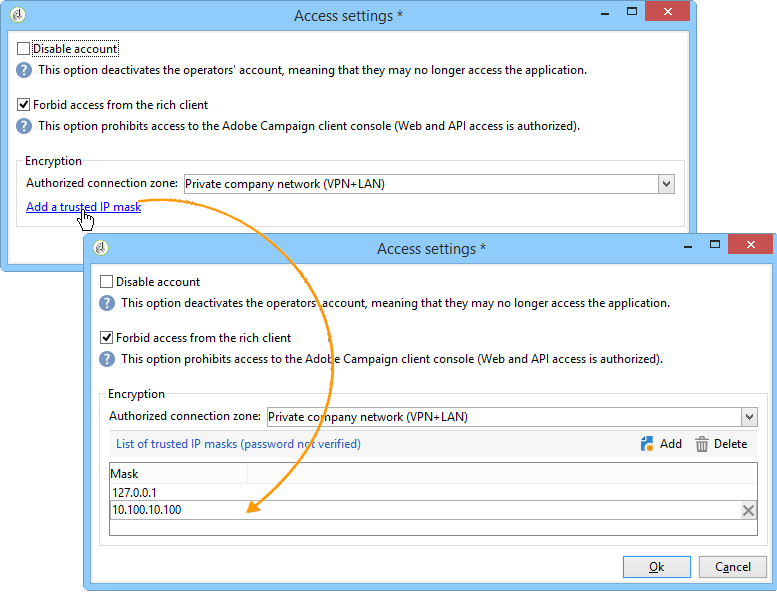 Access settings *
Disable account
This option deactivates the operators' account, meaning that they may no longer access the application.
Forbid access from the rich client
This option prohibits access to the Adobe Campaign client console (Web and API access is authorized).
Encryption
Authorized connection zone: Private company network (VPN+LAN)
Add a trusted IP mask
Access settings *
Disable account
This option deactivates the operators' account, meaning that they may no longer access the application.
Forbid access from the rich client
This option prohibits access to the Adobe Campaign client console (Web and API access is authorized).
Encryption
Authorized connection zone: Private company network (VPN+LAN)
List of trusted IP masks (password not verified) Add Delete
Mask
127.0.0.1
10.100.10.100
Ok Cancel